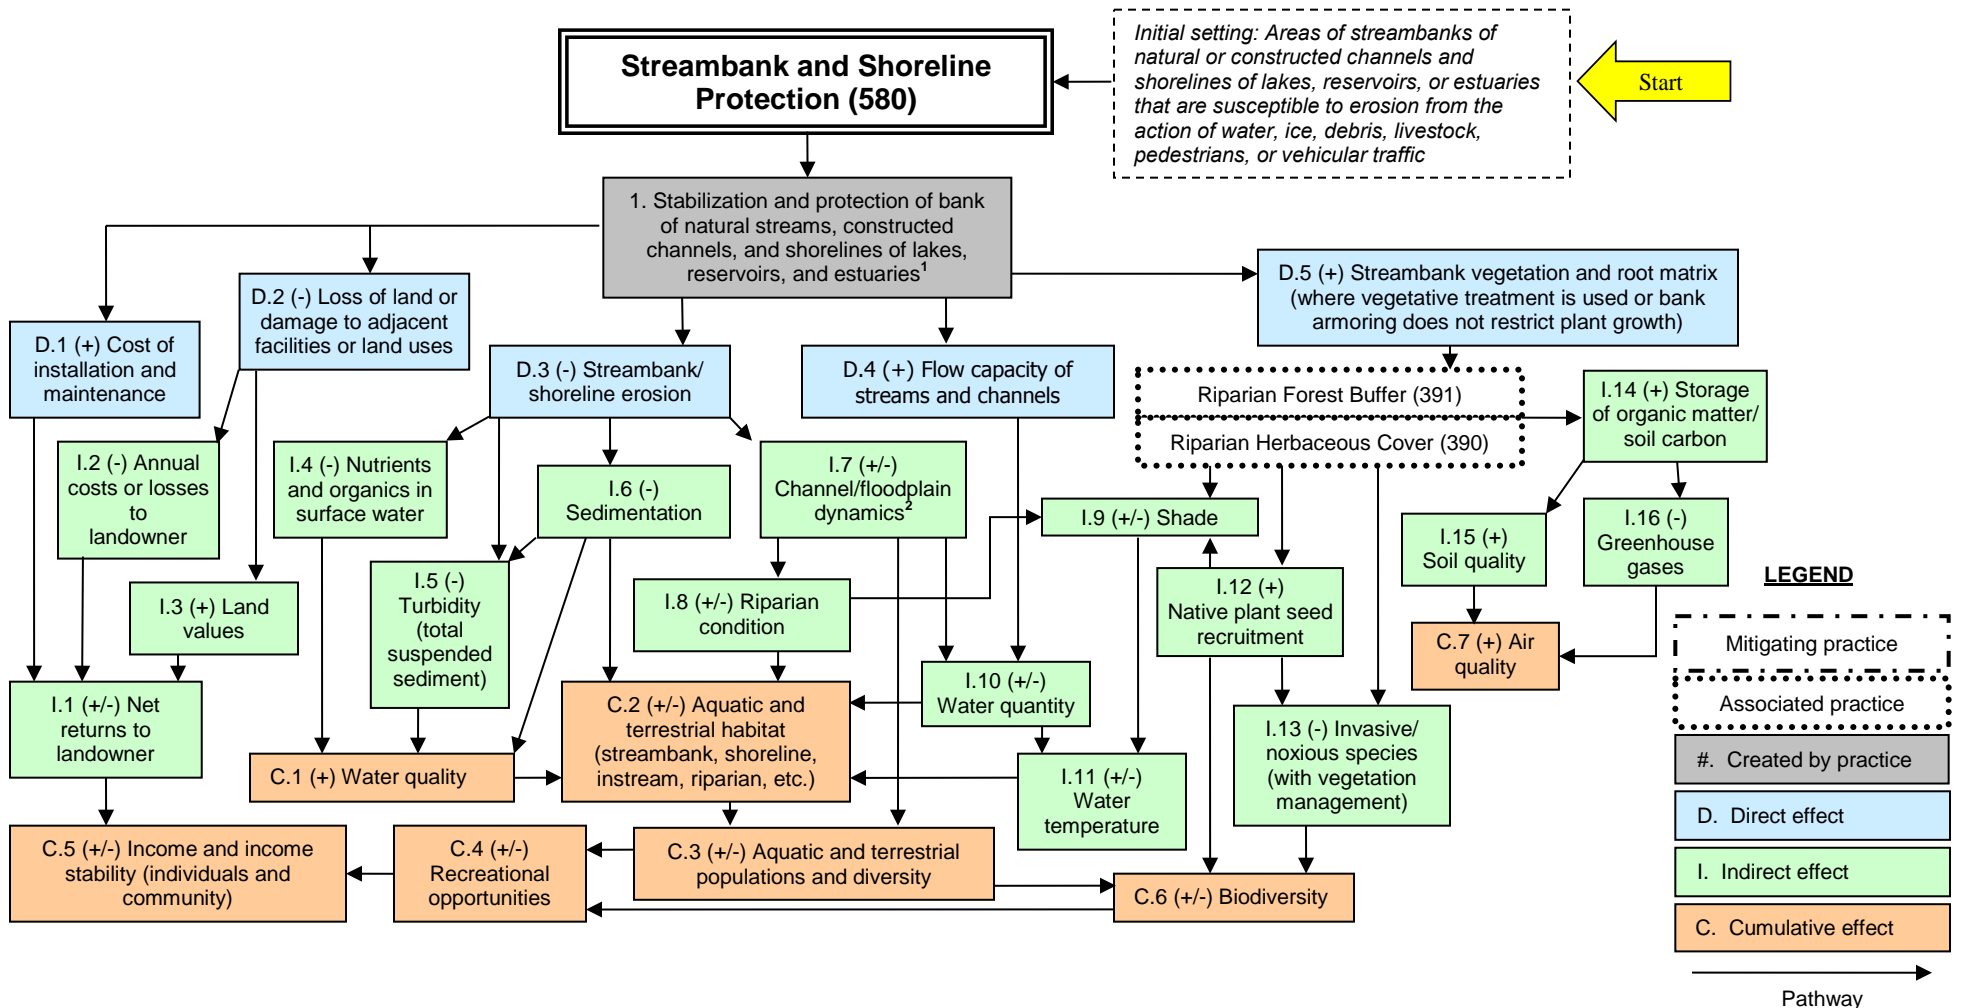 Streambank and Shoreline
Protection (580)
Initial setting: Areas of streambanks of
natural or constructed channels and
shorelines of lakes, reservoirs, or estuaries
that are susceptible to erosion from the
action of water, ice, debris, livestock,
pedestrians, or vehicular traffic
Start
1. Stabilization and protection of bank
of natural streams, constructed
channels, and shorelines of lakes,
reservoirs, and estuaries¹
D.1 (+) Cost of
installation and
maintenance
D.2 (-) Loss of land or
damage to adjacent
facilities or land uses
D.3 (-) Streambank/
shoreline erosion
D.4 (+) Flow capacity of
streams and channels
D.5 (+) Streambank vegetation and root matrix
(where vegetative treatment is used or bank
armoring does not restrict plant growth)
Riparian Forest Buffer (391)
Riparian Herbaceous Cover (390)
I.14 (+) Storage
of organic matter/
soil carbon
I.2 (-) Annual
costs or losses
to
landowner
I.4 (-) Nutrients
and organics in
surface water
I.6 (-)
Sedimentation
I.7 (+/-)
Channel/floodplain
dynamics²
I.9 (+/-) Shade
I.15 (+)
Soil quality
I.16 (-)
Greenhouse
gases
I.3 (+) Land
values
I.5 (-)
Turbidity
(total
suspended
sediment)
I.8 (+/-) Riparian
condition
I.12 (+)
Native plant seed
recruitment
C.7 (+) Air
quality
I.1 (+/-) Net
returns to
landowner
C.1 (+) Water quality
C.2 (+/-) Aquatic and
terrestrial habitat
(streambank, shoreline,
instream, riparian, etc.)
I.10 (+/-)
Water quantity
I.11 (+/-)
Water
temperature
I.13 (-) Invasive/
noxious species
(with vegetation
management)
C.5 (+/-) Income and income
stability (individuals and
community)
C.4 (+/-)
Recreational
opportunities
C.3 (+/-) Aquatic and terrestrial
populations and diversity
C.6 (+/-) Biodiversity
LEGEND
Mitigating practice
Associated practice
#. Created by practice
D. Direct effect
I. Indirect effect
C. Cumulative effect
Pathway